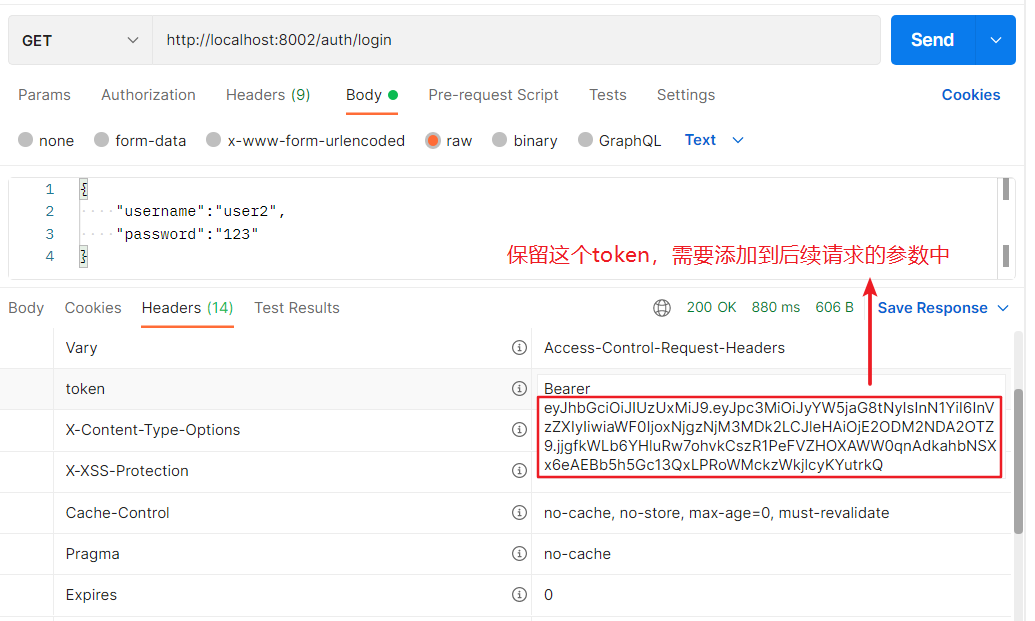 GET http://localhost:8002/auth/login Send
Params Authorization Headers (9) Body Pre-request Script Tests Settings Cookies
none form-data x-www-form-urlencoded raw binary GraphQL Text
1 {
2 "username":"user2",
3 "password":"123"
4 }
保留这个token，需要添加到后续请求的参数中
Body Cookies Headers (14) Test Results 200 OK 880 ms 606 B Save Response
Vary Access-Control-Request-Headers
token Bearer
eyJhbGciOiJIUzUxMiJ9.eyJpc3MiOiJyYW5jaG8tNyIsInN1YiI6InV
zZXIyIiwiaWF0IjoxNjgzNjM3MDk2LCJleHAiOjE2ODM2NDA2OTZ
9.jjgfkWLb6YHluRw7ohvkCszR1PeFVZHOXAWW0qnAdkahbNSX
x6eAEBb5h5Gc13QxLPRoWMckzWkjlcyKYutrkQ
X-Content-Type-Options
X-XSS-Protection
Cache-Control no-cache, no-store, max-age=0, must-revalidate
Pragma no-cache
Expires 0